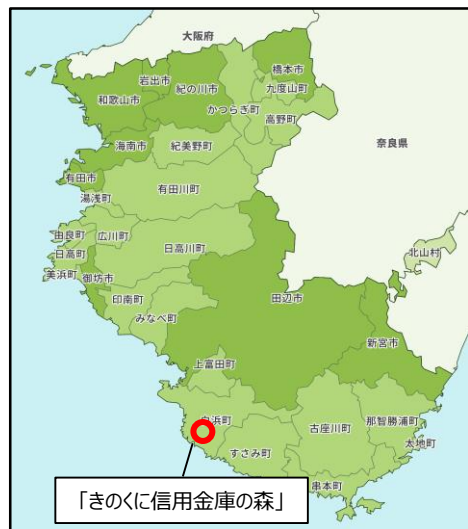 大阪府
橋本市
岩出市
紀の川市
九度山町
和歌山市
かつらぎ町
高野町
海南市
紀美野町
奈良県
有田市
有田川町
湯浅町
由良町
広川町
日高川町
北山村
日高町
美浜町
御坊市
田辺市
印南町
みなべ町
新宮市
上富田町
白浜町
古座川町
那智勝浦町
太地町
すさみ町
串本町
「きのくに信用金庫の森」